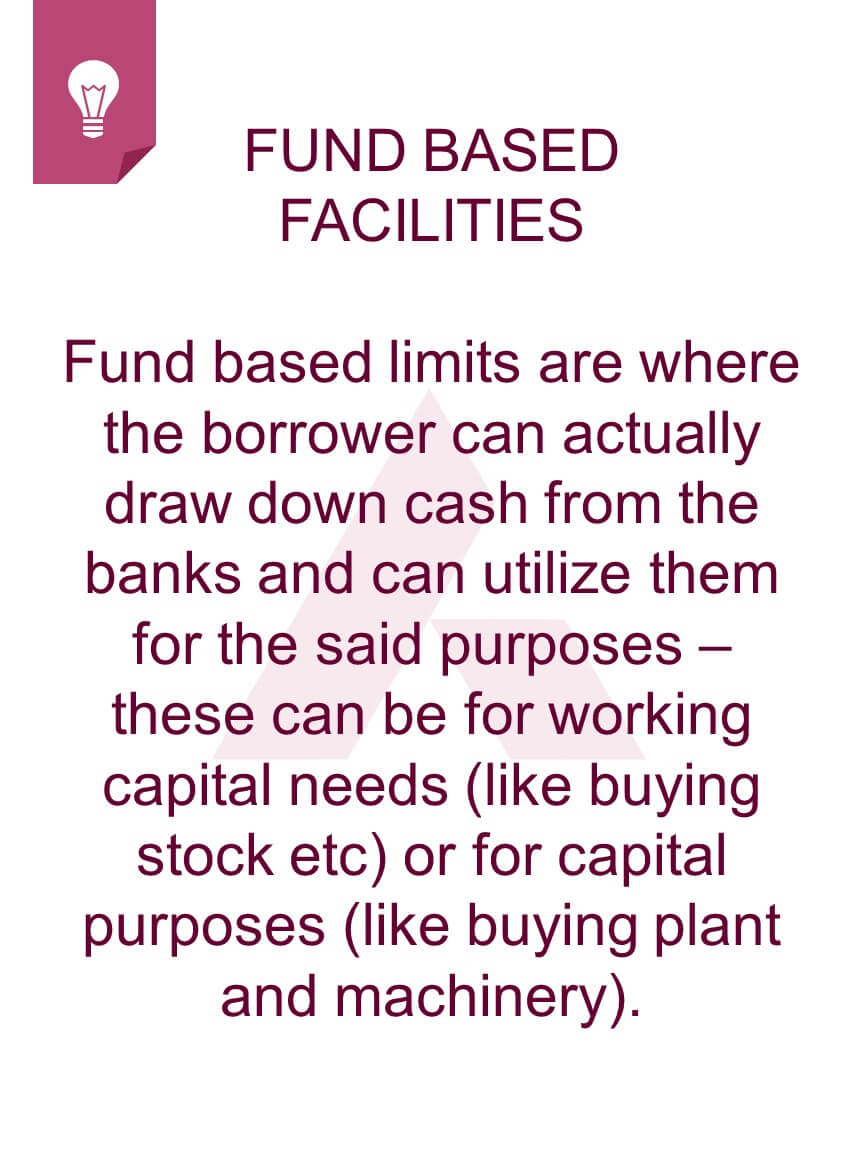 FUND BASED
FACILITIES
Fund based limits are where
the borrower can actually
draw down cash from the
banks and can utilize them
for the said purposes –
these can be for working
capital needs (like buying
stock etc) or for capital
purposes (like buying plant
and machinery).